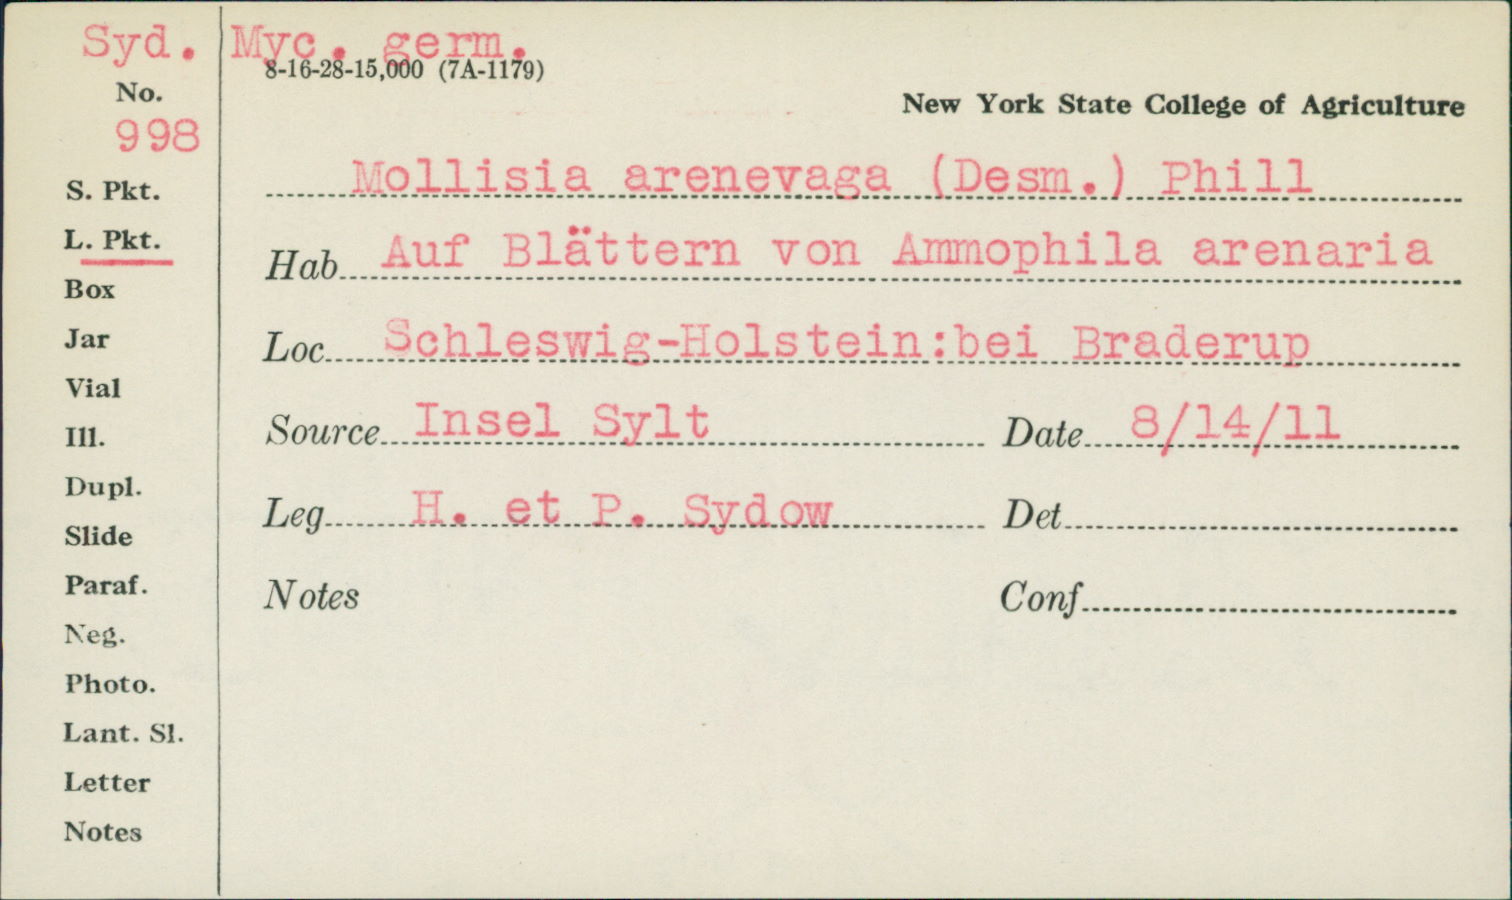 Syd. Myc. germ.
8-16-28-15,000 (7A-1179)
No.
New York State College of Agriculture
998
Mollisia arenevaga (Desm.) Phill
S. Pkt.
L. Pkt.
Hab Auf Blättern von Ammophila arenaria
Box
Jar
Loc Schleswig-Holstein:bei Braderup
Vial
Ill.
Source Insel Sylt Date 8/14/11
Dupl.
Leg H. et P. Sydow Det
Slide
Paraf.
Notes Conf
Neg.
Photo.
Lant. Sl.
Letter
Notes